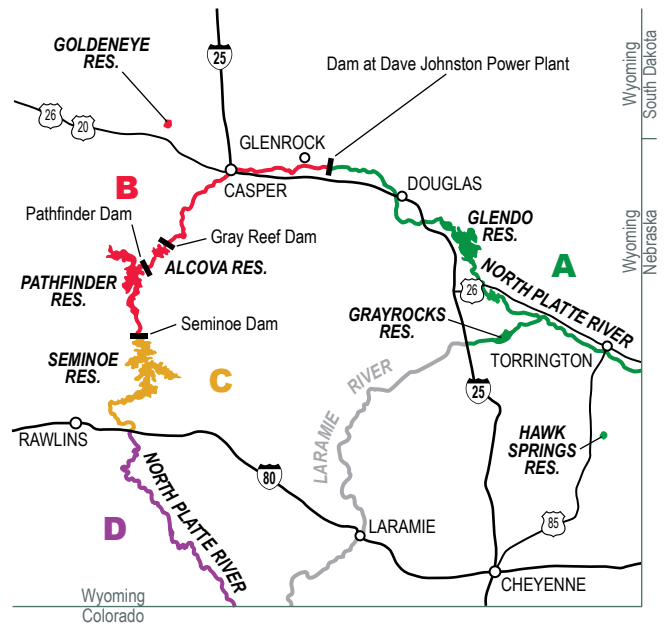 GOLDENEYE
RES.
25
Dam at Dave Johnston Power Plant
Wyoming
South Dakota
26
20
GLENROCK
CASPER
B
DOUGLAS
Pathfinder Dam
Gray Reef Dam
GLENDO
RES.
Wyoming
Nebraska
ALCOVA RES.
A
PATHFINDER
RES.
26
NORTH PLATTE RIVER
GRAYROCKS
RES.
Seminoe Dam
SEMINOE
RES.
C
TORRINGTON
LARAMIE RIVER
25
RAWLINS
HAWK
SPRINGS
RES.
80
NORTH PLATTE RIVER
D
85
LARAMIE
CHEYENNE
Wyoming
Colorado